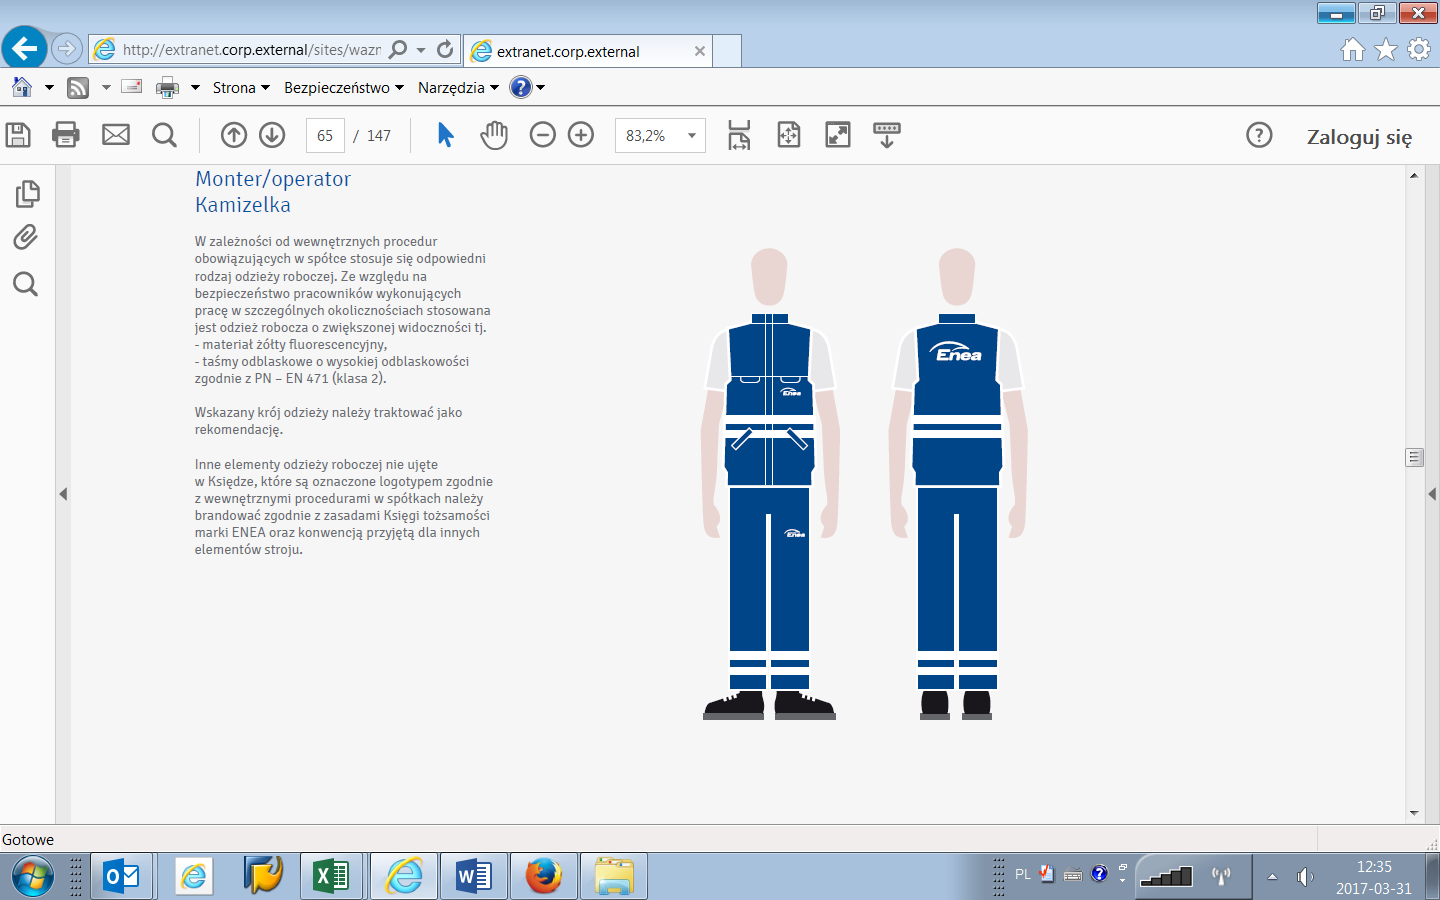 http://extranet.corp.external/sites/wazn
extranet.corp.external
Strona
Bezpieczeństwo
Narzędzia
65 / 147
83,2%
Zaloguj się
Monter/operator
Kamizelka
W zależności od wewnętrznych procedur
obowiązujących w spółce stosuje się odpowiedni
rodzaj odzieży roboczej. Ze względu na
bezpieczeństwo pracowników wykonujących
pracę w szczególnych okolicznościach stosowana
jest odzież robocza o zwiększonej widoczności tj.
- materiał żółty fluorescencyjny,
- taśmy odblaskowe o wysokiej odblaskowości
zgodnie z PN – EN 471 (klasa 2).
Wskazany krój odzieży należy traktować jako
rekomendację.
Inne elementy odzieży roboczej nie ujęte
w Księdze, które są oznaczone logotypem zgodnie
z wewnętrznymi procedurami w spółkach należy
brandować zgodnie z zasadami Księgi tożsamości
marki ENEA oraz konwencją przyjętą dla innych
elementów stroju.
Enea
Enea
Enea
Gotowe
PL
12:35
2017-03-31